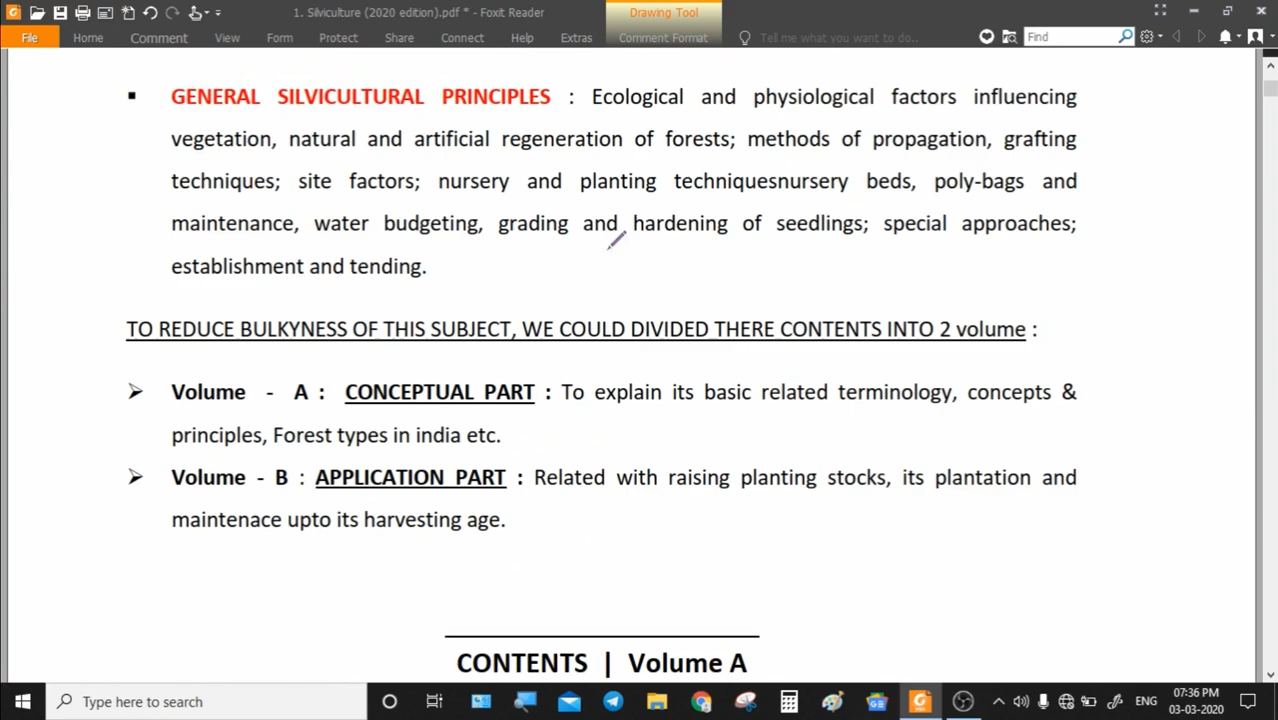 1. Silviculture (2020 edition).pdf * - Foxit Reader
Drawing Tool
File Home Comment View Form Protect Share Connect Help Extras Comment Format Tell me what you want to do... Find
▪ GENERAL SILVICULTURAL PRINCIPLES : Ecological and physiological factors influencing
vegetation, natural and artificial regeneration of forests; methods of propagation, grafting
techniques; site factors; nursery and planting techniquesnursery beds, poly-bags and
maintenance, water budgeting, grading and hardening of seedlings; special approaches;
establishment and tending.
TO REDUCE BULKYNESS OF THIS SUBJECT, WE COULD DIVIDED THERE CONTENTS INTO 2 volume :
➢ Volume - A : CONCEPTUAL PART : To explain its basic related terminology, concepts &
principles, Forest types in india etc.
➢ Volume - B : APPLICATION PART : Related with raising planting stocks, its plantation and
maintenace upto its harvesting age.
CONTENTS | Volume A
Type here to search
ENG
07:36 PM
03-03-2020